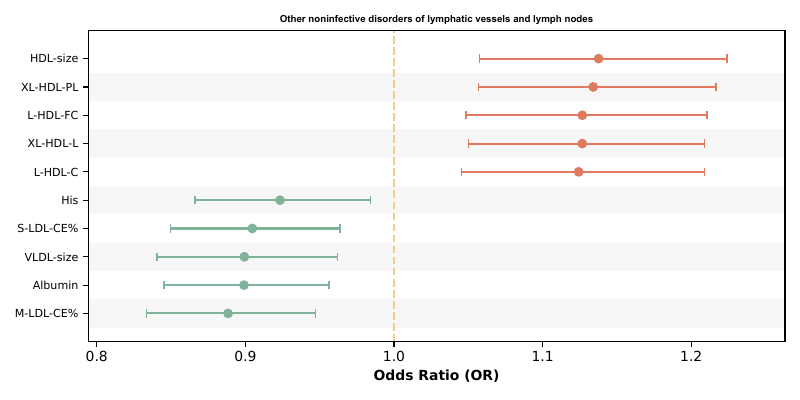 Other noninfective disorders of lymphatic vessels and lymph nodes
HDL-size
XL-HDL-PL
L-HDL-FC
XL-HDL-L
L-HDL-C
His
S-LDL-CE%
VLDL-size
Albumin
M-LDL-CE%
0.8 0.9 1.0 1.1 1.2
Odds Ratio (OR)